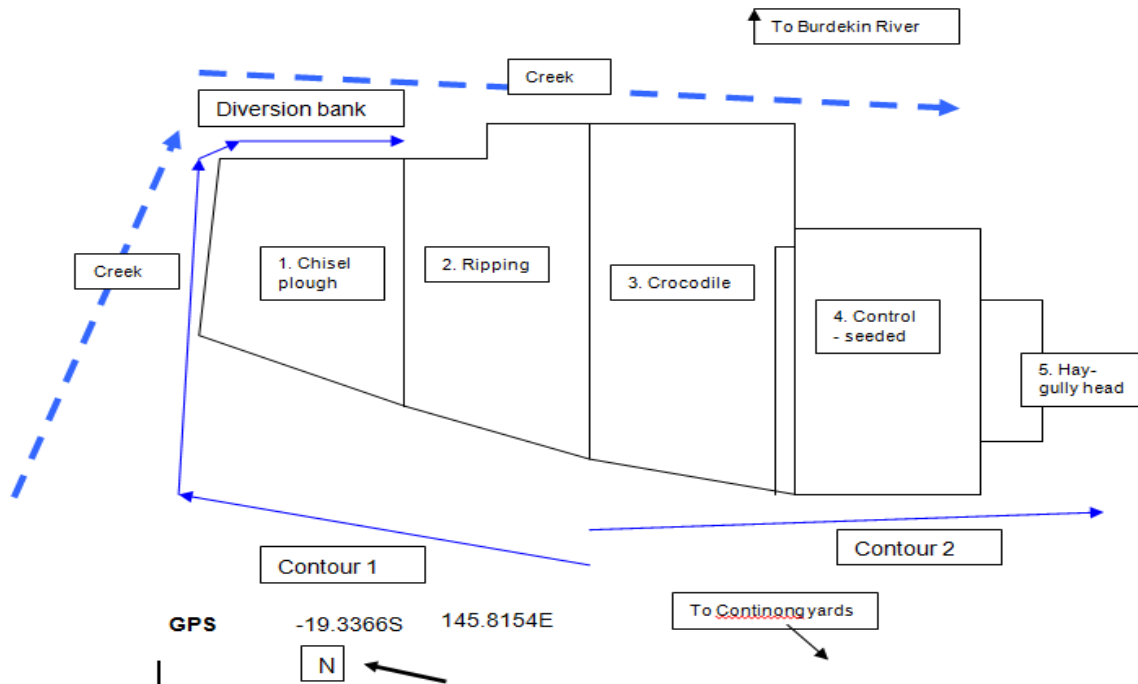 To Burdekin River
Creek
Diversion bank
Creek
1. Chisel
plough
2. Ripping
3. Crocodile
4. Control
- seeded
5. Hay-
gully head
Contour 2
Contour 1
To Continong yards
GPS -19.3366S 145.8154E
N